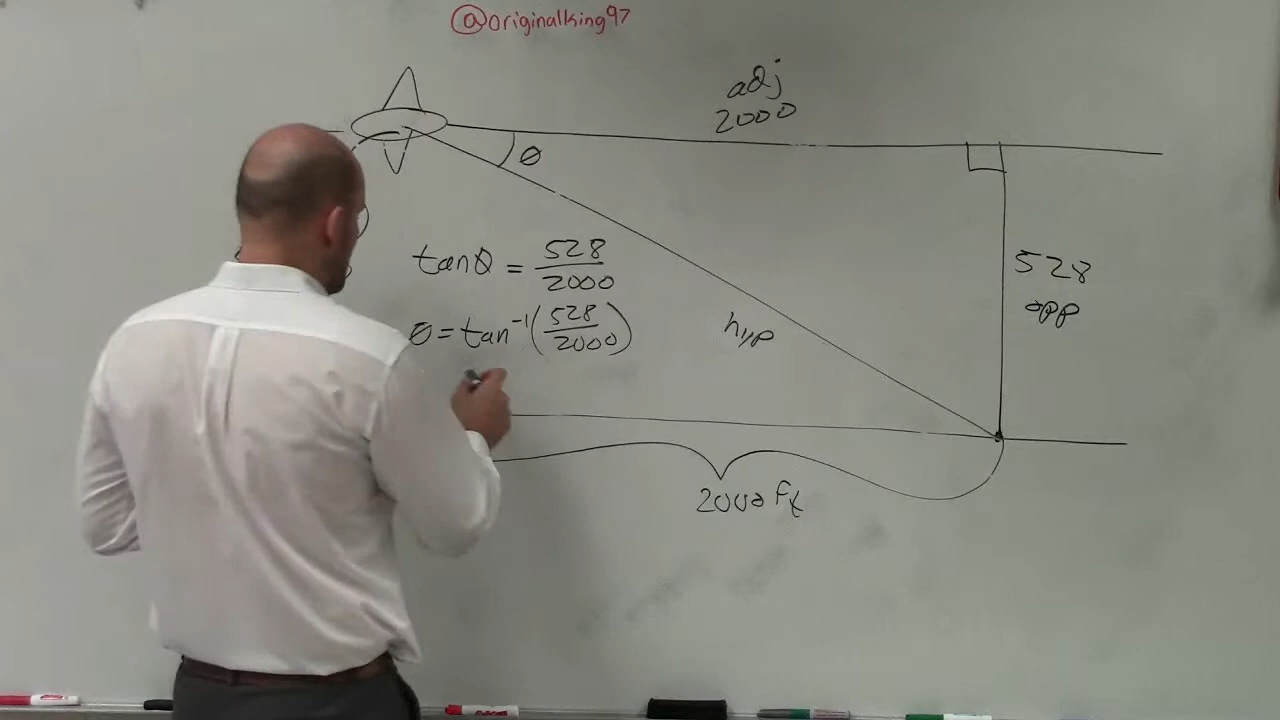 @originalking97
adj
2000
θ
tanθ = 528/2000
528
opp
θ = tan⁻¹(528/2000)
hyp
2000 ft